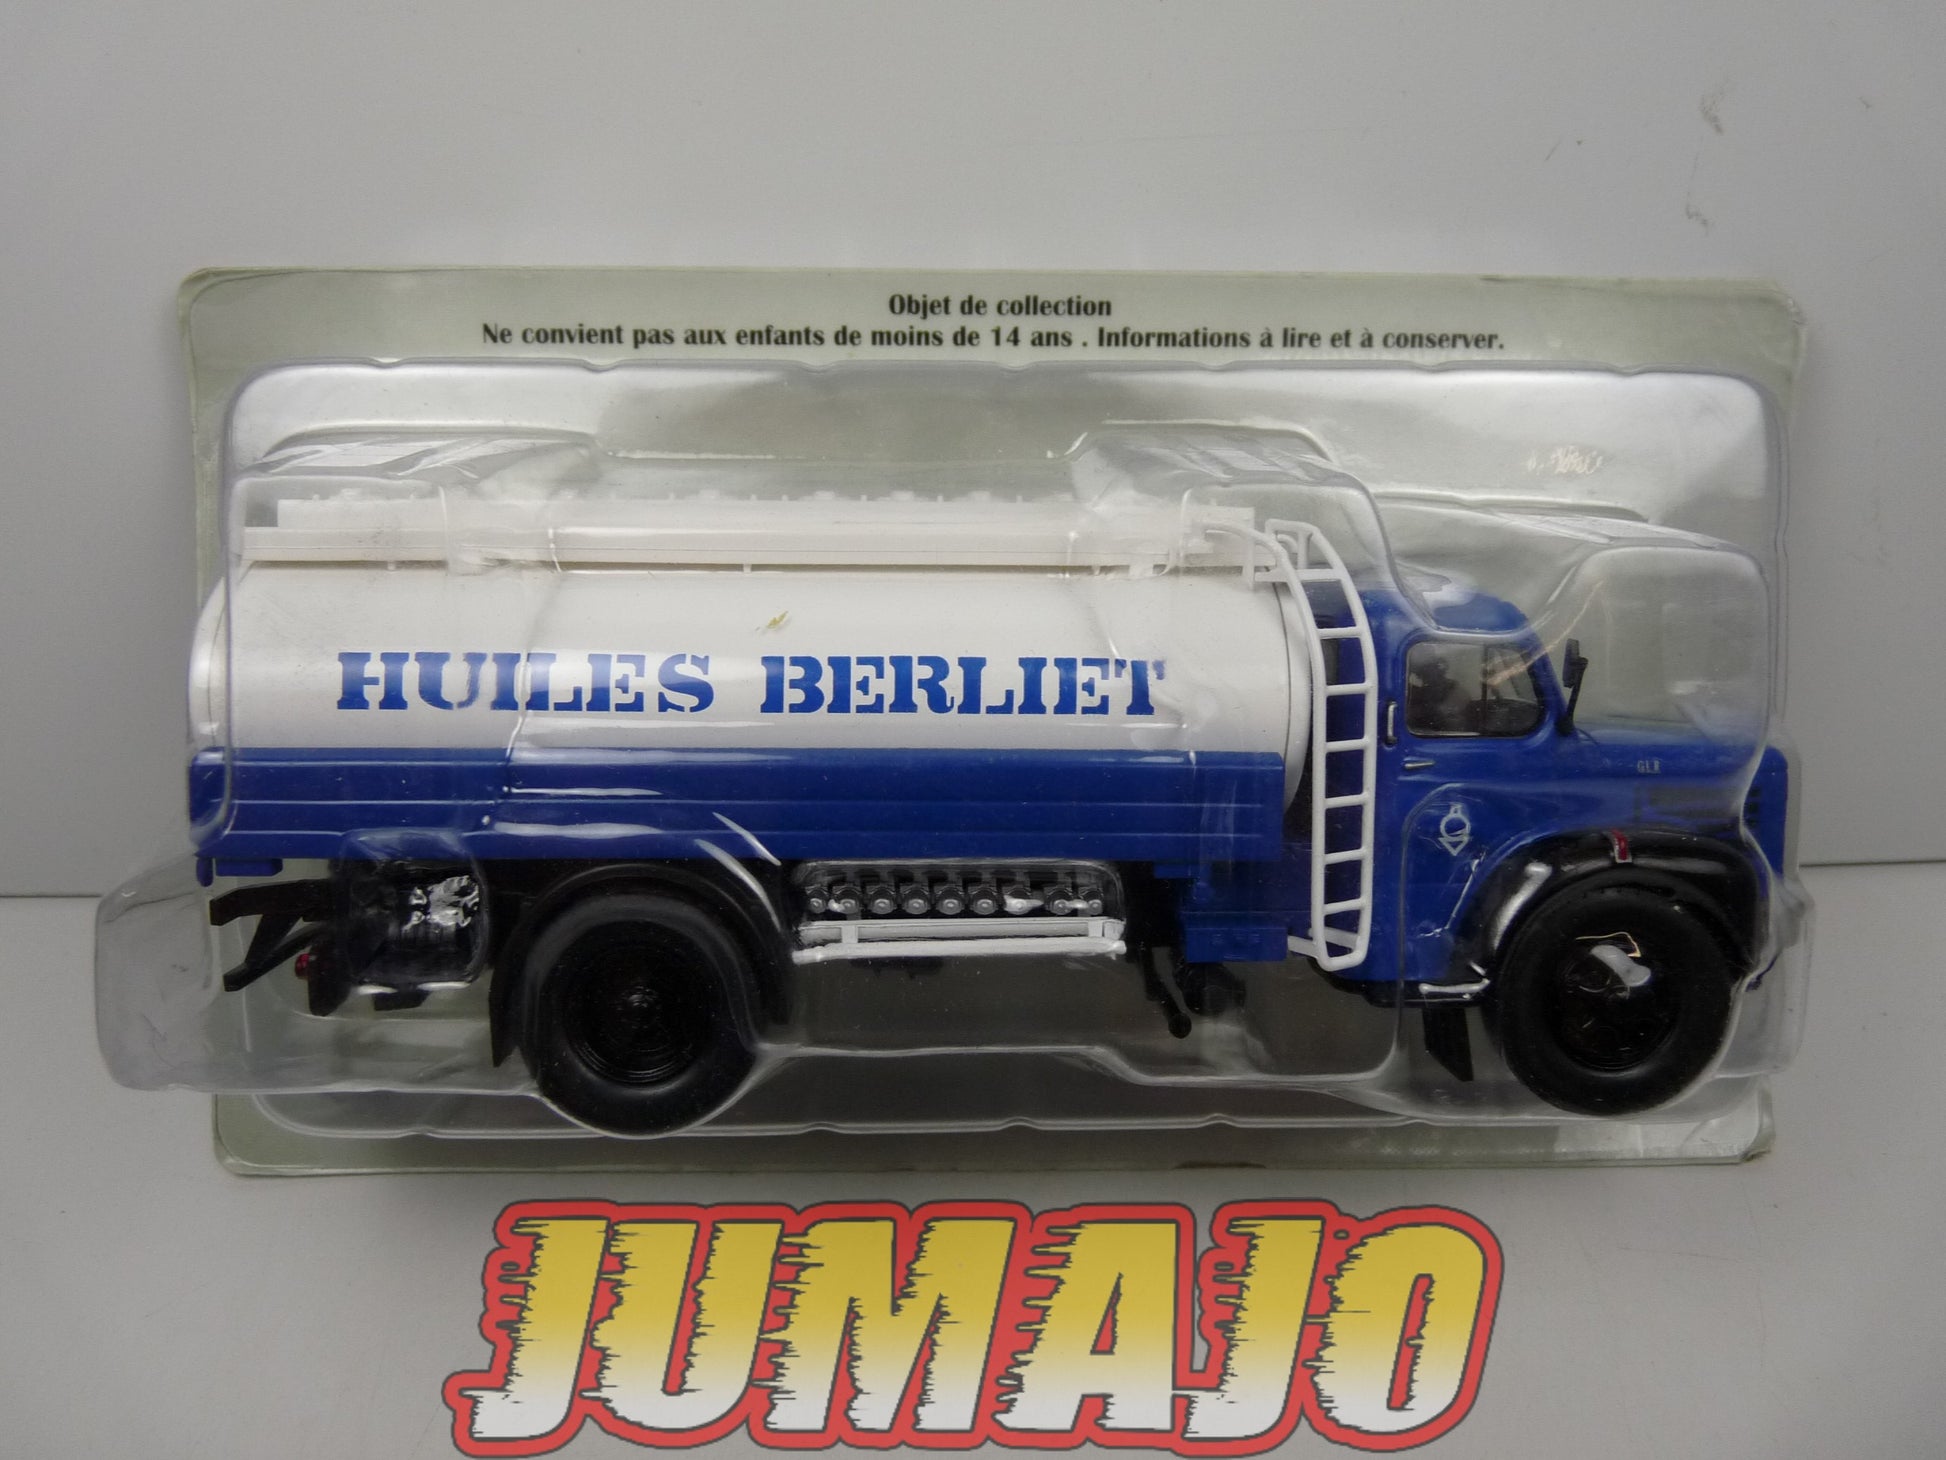 Objet de collection
Ne convient pas aux enfants de moins de 14 ans . Informations à lire et à conserver.
HUILES BERLIET
GLR
JUMAJO